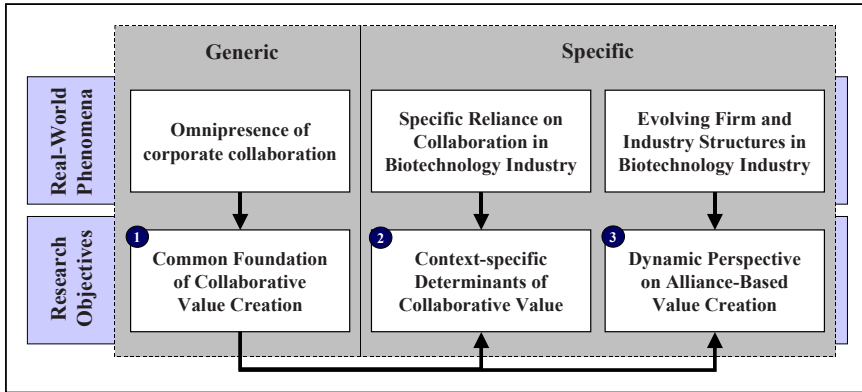 Generic
Specific
Real-World
Phenomena
Omnipresence of
corporate collaboration
Specific Reliance on
Collaboration in
Biotechnology Industry
Evolving Firm and
Industry Structures in
Biotechnology Industry
Research
Objectives
1
Common Foundation
of Collaborative
Value Creation
2
Context-specific
Determinants of
Collaborative Value
3
Dynamic Perspective
on Alliance-Based
Value Creation